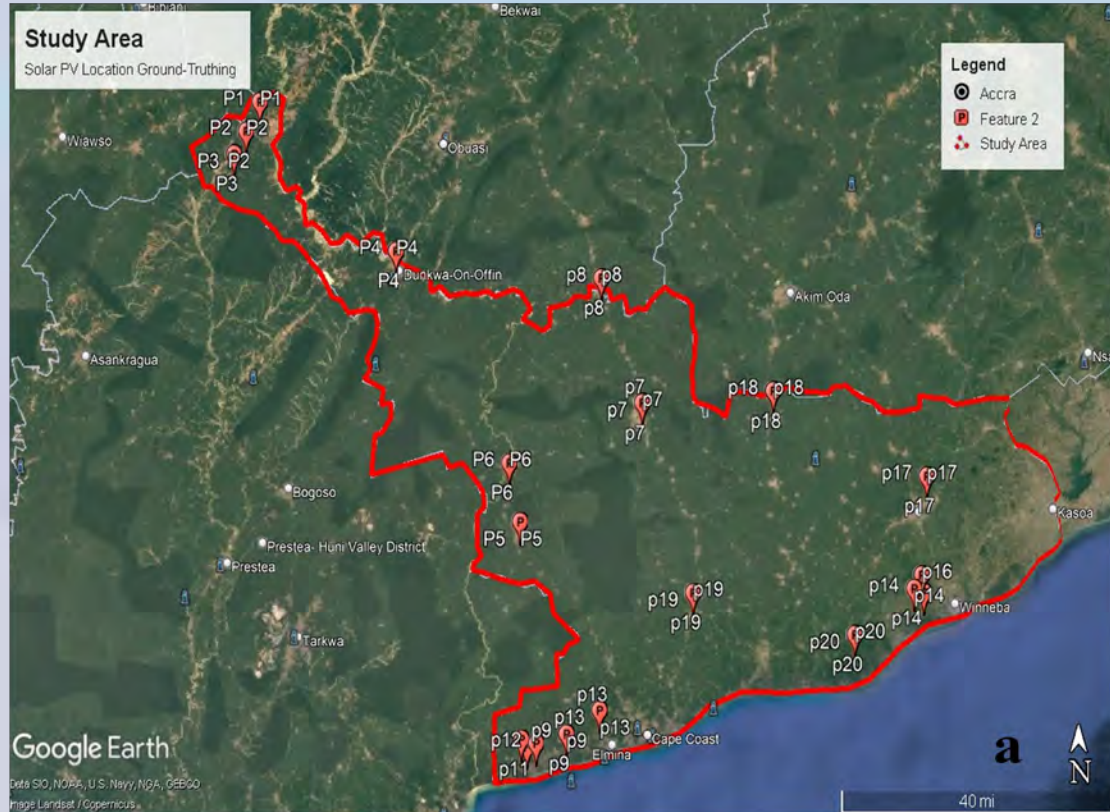 Bibiani
Bekwai
Study Area
Solar PV Location Ground-Truthing
Legend
Accra
Feature 2
Study Area
P1 P1
P2 P2
P3 P2
P3
Wiawso
Obuasi
P4 P4
P4
Dunkwa-On-Offin
p8 p8
p8
Akim Oda
Asankragua
Nsa
p18 p18
p18
p7
p7 p7
p7
P6 P6
P6
p17 p17
p17
Kasoa
Bogoso
P5 P5
Prestea- Huni Valley District
Prestea
p16
p14
p14
p14
Winneba
p19 p19
p19
Tarkwa
p20 p20
p20
p13
p13 p13
p12 p9 p9
p11 p9
Elmina
Cape Coast
Google Earth
Data SIO, NOAA, U.S. Navy, NGA, GEBCO
Image Landsat / Copernicus
a
N
40 mi